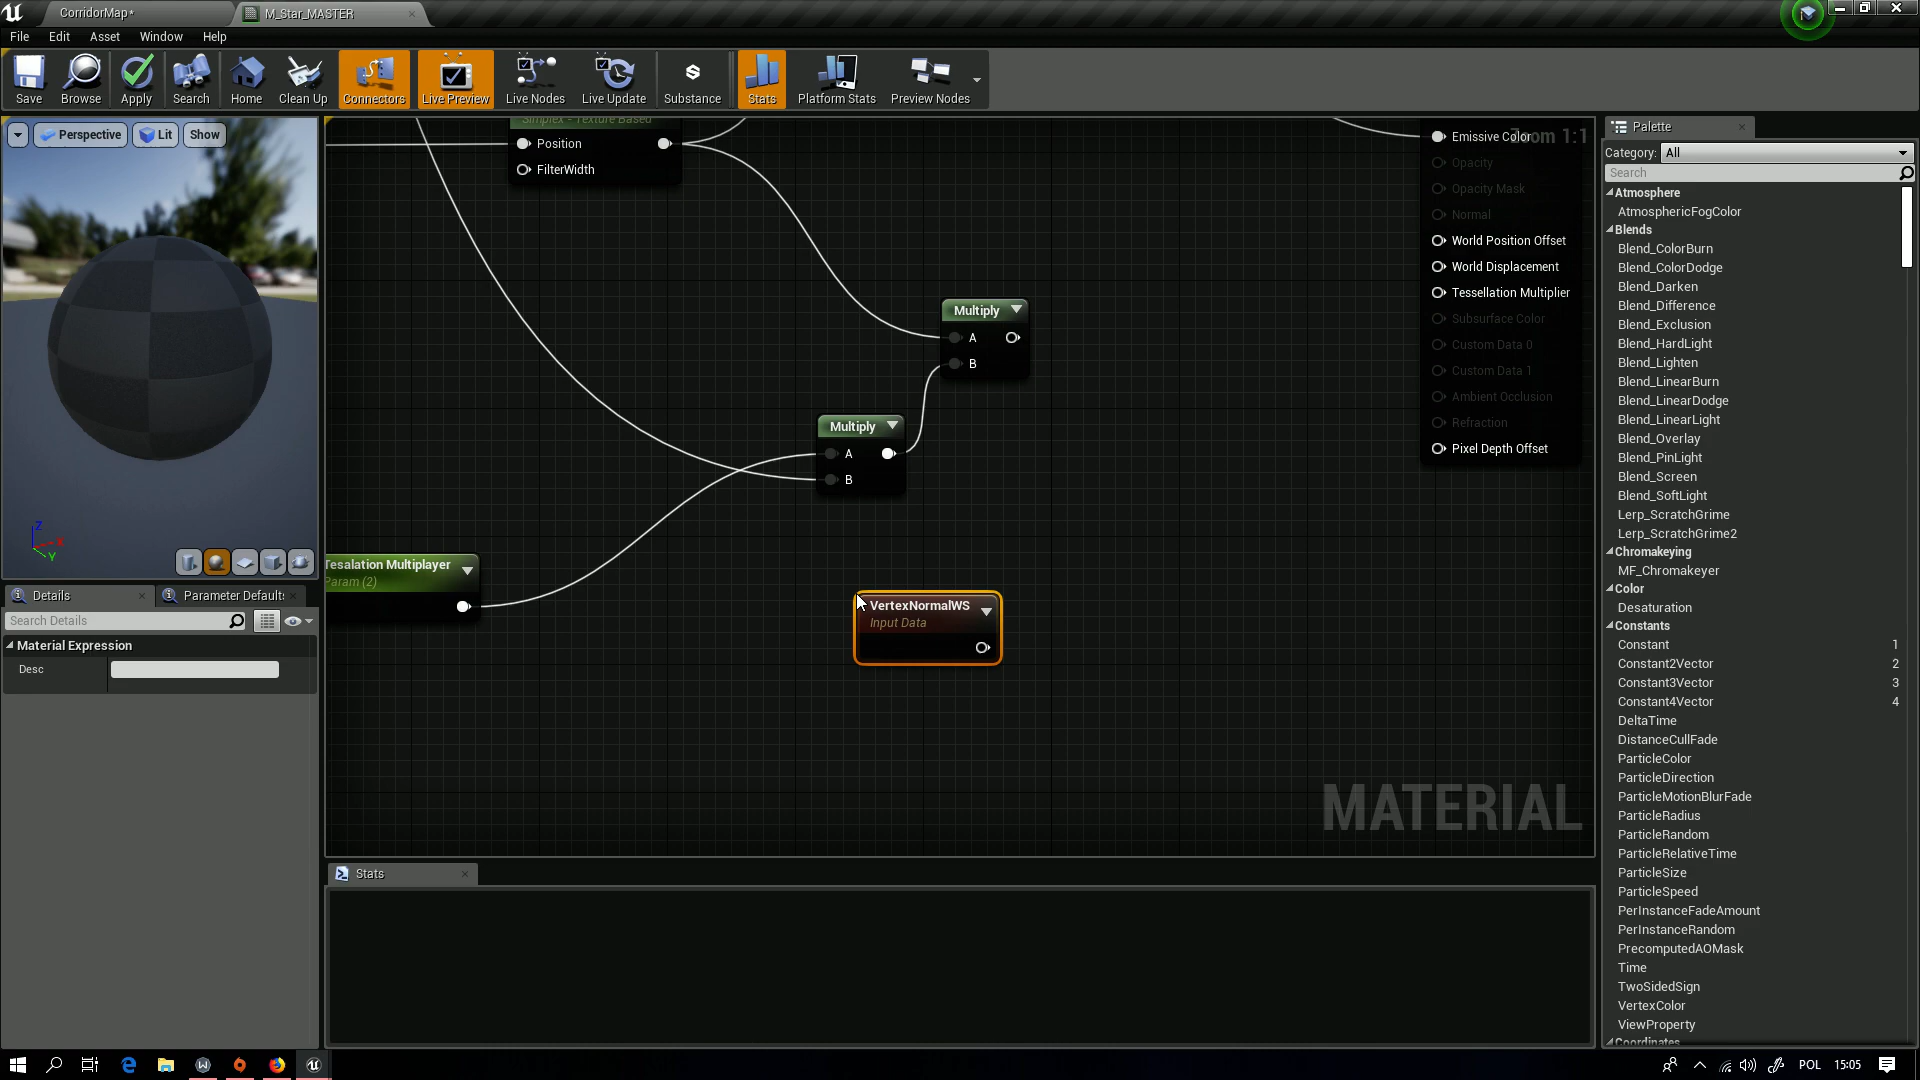 CorridorMap*
M_Star_MASTER
File Edit Asset Window Help
Save Browse Apply Search Home Clean Up Connectors Live Preview Live Nodes Live Update Substance Stats Platform Stats Preview Nodes
Perspective Lit Show
Z X Y
Details
Parameter Defaults
Search Details
Material Expression
Desc
Simplex - Texture Based
Position
FilterWidth
Multiply
A
B
Multiply
A
B
Tesalation Multiplayer
Param (2)
VertexNormalWS
Input Data
Zoom 1:1
Emissive Color
Opacity
Opacity Mask
Normal
World Position Offset
World Displacement
Tessellation Multiplier
Subsurface Color
Custom Data 0
Custom Data 1
Ambient Occlusion
Refraction
Pixel Depth Offset
MATERIAL
Stats
Palette
Category: All
Search
Atmosphere
AtmosphericFogColor
Blends
Blend_ColorBurn
Blend_ColorDodge
Blend_Darken
Blend_Difference
Blend_Exclusion
Blend_HardLight
Blend_Lighten
Blend_LinearBurn
Blend_LinearDodge
Blend_LinearLight
Blend_Overlay
Blend_PinLight
Blend_Screen
Blend_SoftLight
Lerp_ScratchGrime
Lerp_ScratchGrime2
Chromakeying
MF_Chromakeyer
Color
Desaturation
Constants
Constant 1
Constant2Vector 2
Constant3Vector 3
Constant4Vector 4
DeltaTime
DistanceCullFade
ParticleColor
ParticleDirection
ParticleMotionBlurFade
ParticleRadius
ParticleRandom
ParticleRelativeTime
ParticleSize
ParticleSpeed
PerInstanceFadeAmount
PerInstanceRandom
PrecomputedAOMask
Time
TwoSidedSign
VertexColor
ViewProperty
Coordinates
POL 15:05